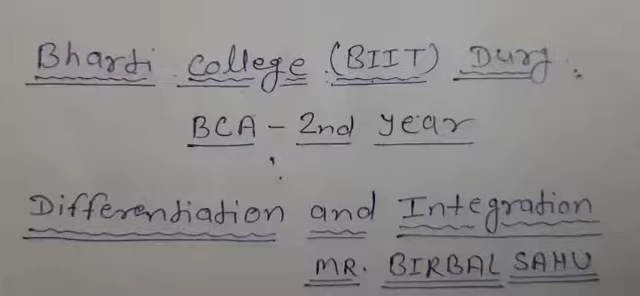 Bharti College (BIIT) Durg.
BCA - 2nd Year
Differentiation and Integration
MR. BIRBAL SAHU